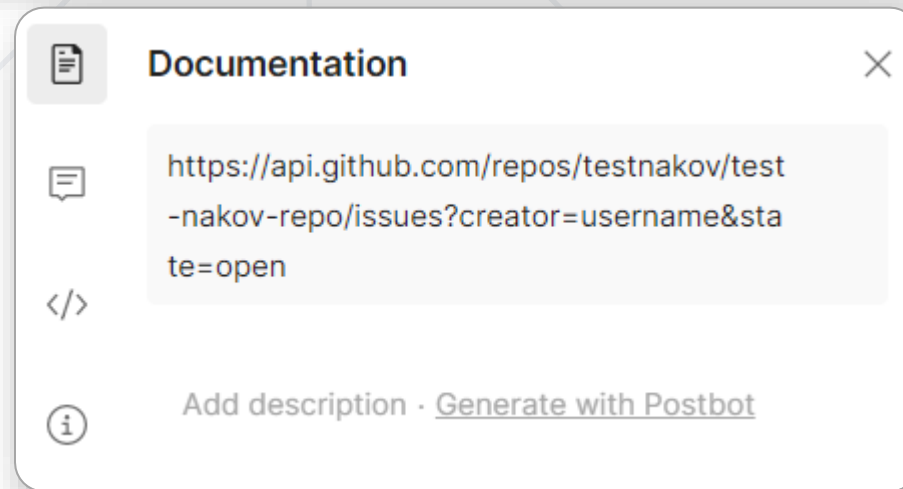 Documentation
https://api.github.com/repos/testnakov/test
-nakov-repo/issues?creator=username&sta
te=open
</>
Add description · Generate with Postbot